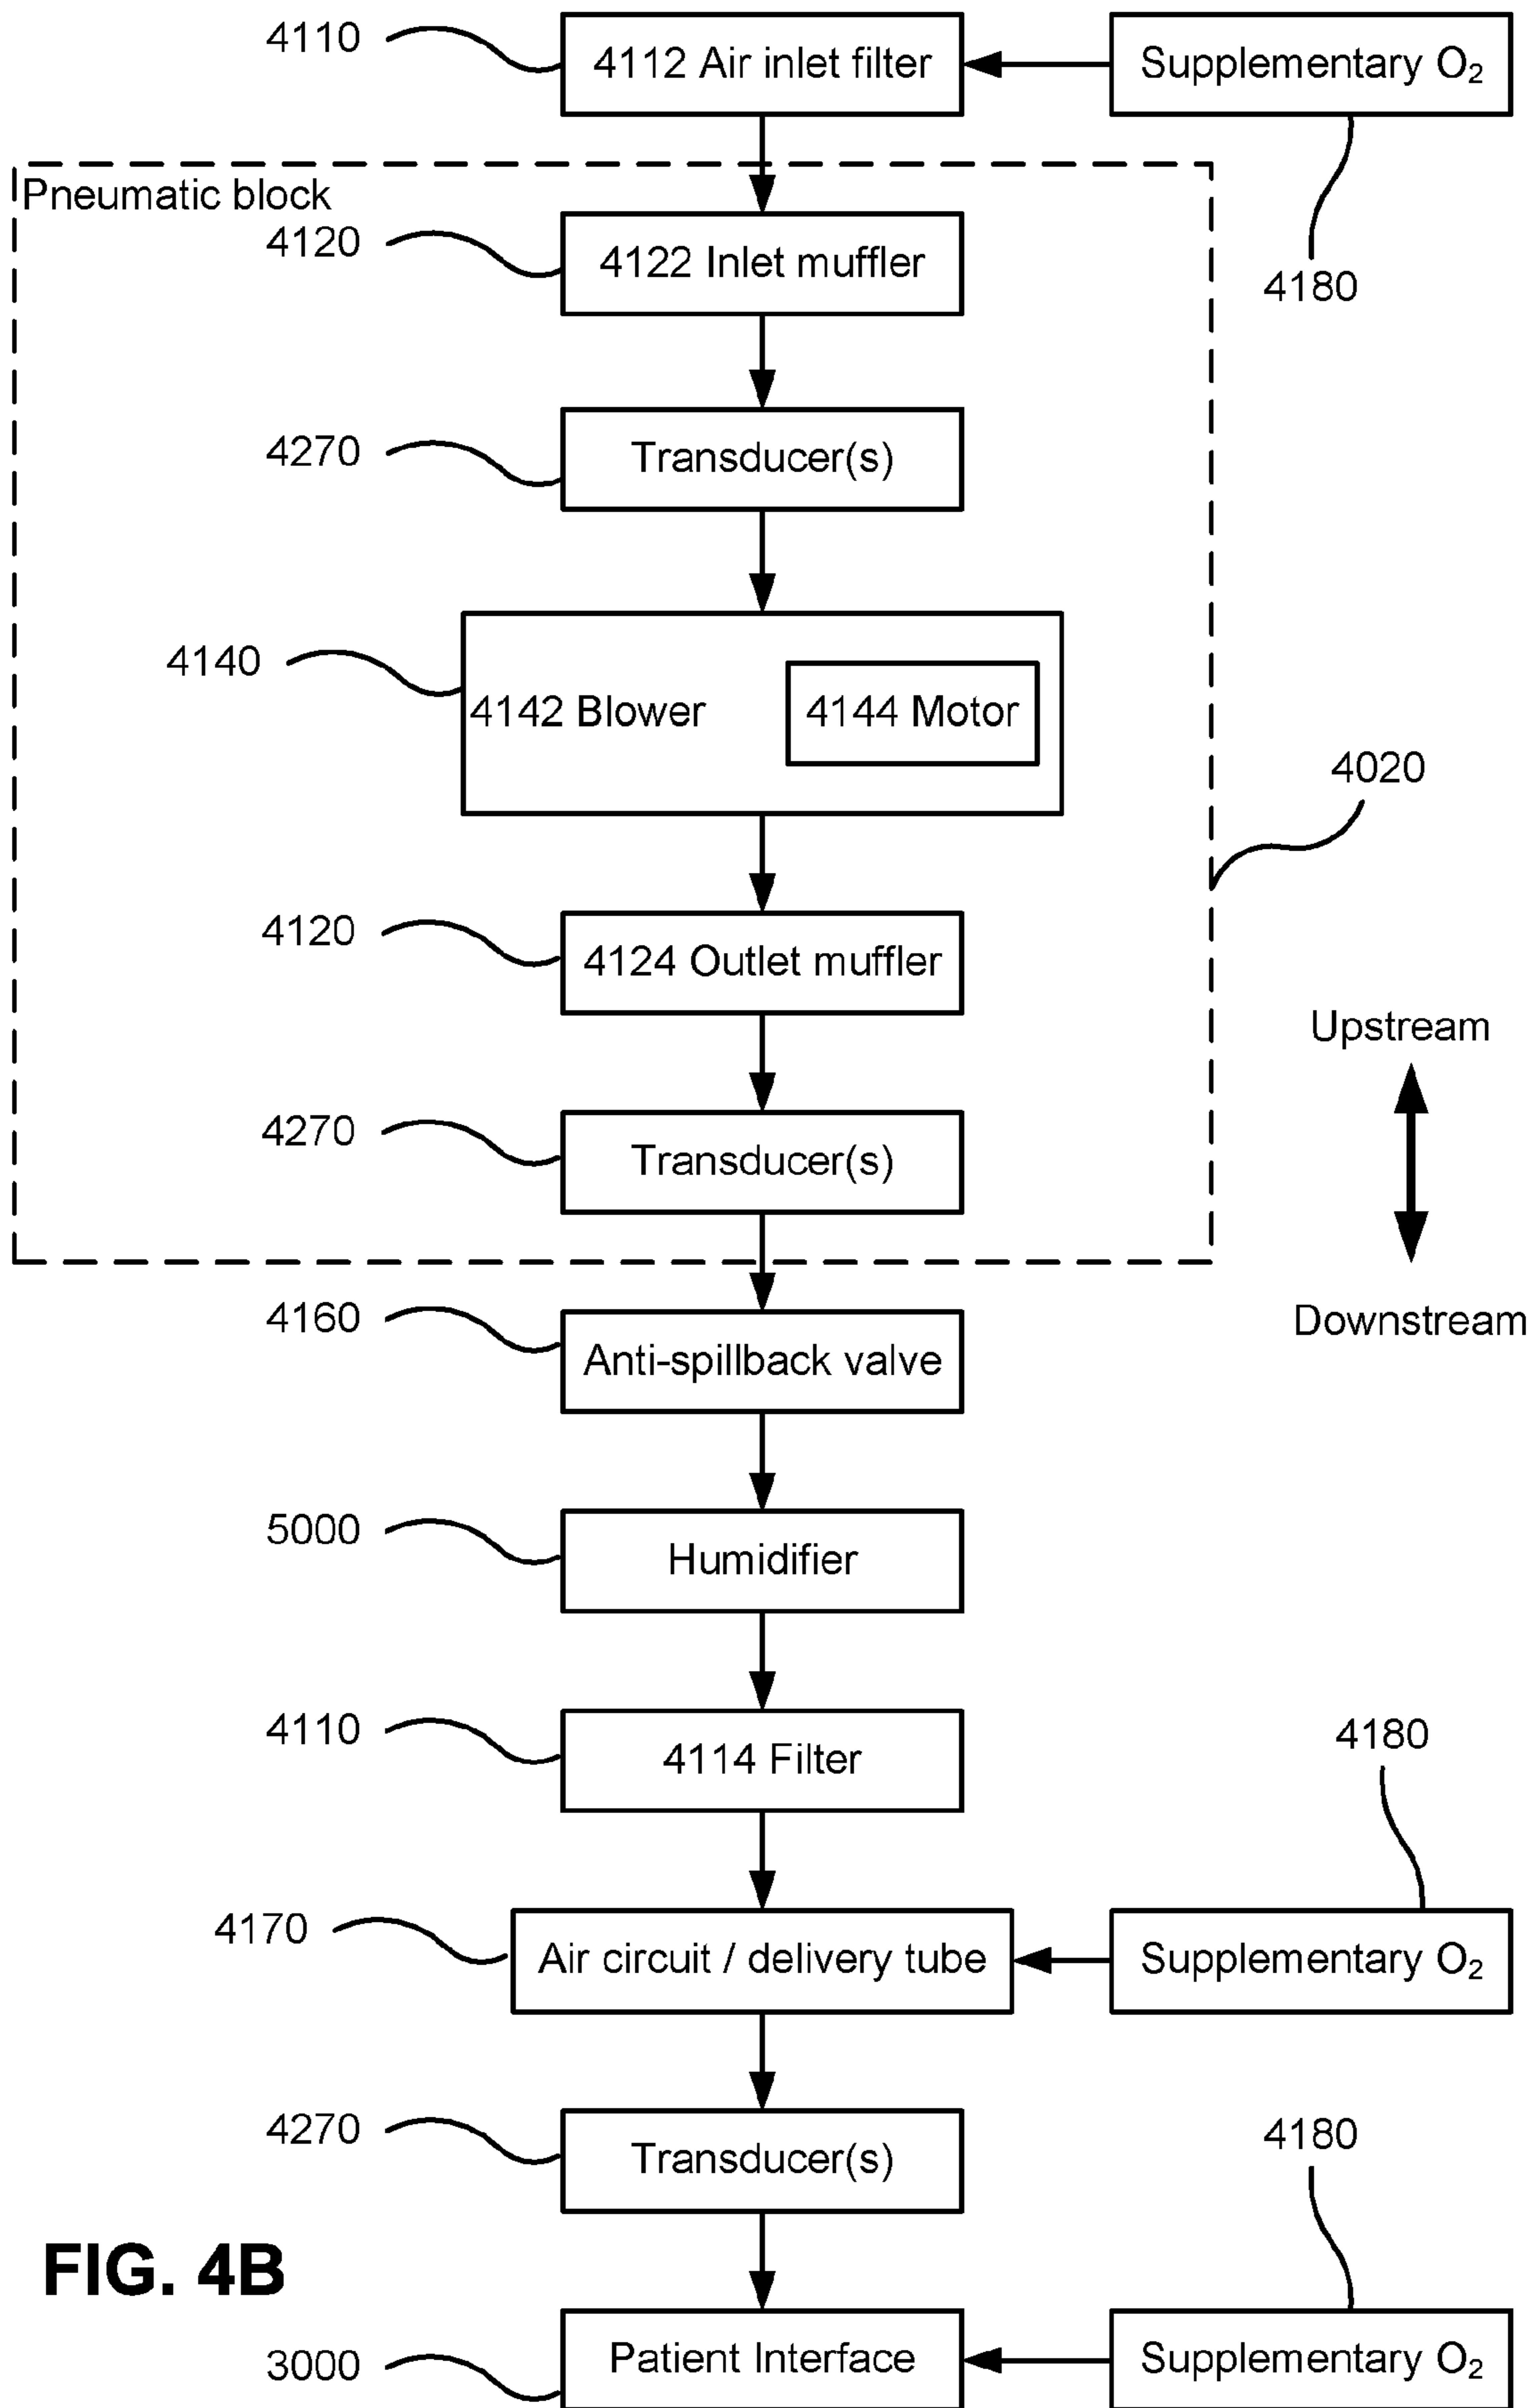 4110
4112 Air inlet filter
Supplementary O₂
Pneumatic block
4120
4122 Inlet muffler
4180
4270
Transducer(s)
4140
4142 Blower
4144 Motor
4020
4120
4124 Outlet muffler
Upstream
4270
Transducer(s)
4160
Anti-spillback valve
Downstream
5000
Humidifier
4110
4114 Filter
4180
4170
Air circuit / delivery tube
Supplementary O₂
4270
Transducer(s)
4180
FIG. 4B
3000
Patient Interface
Supplementary O₂